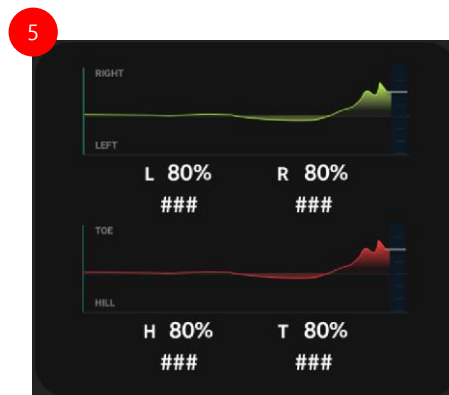 5
RIGHT
LEFT
L 80% R 80%
### ###
TOE
HILL
H 80% T 80%
### ###